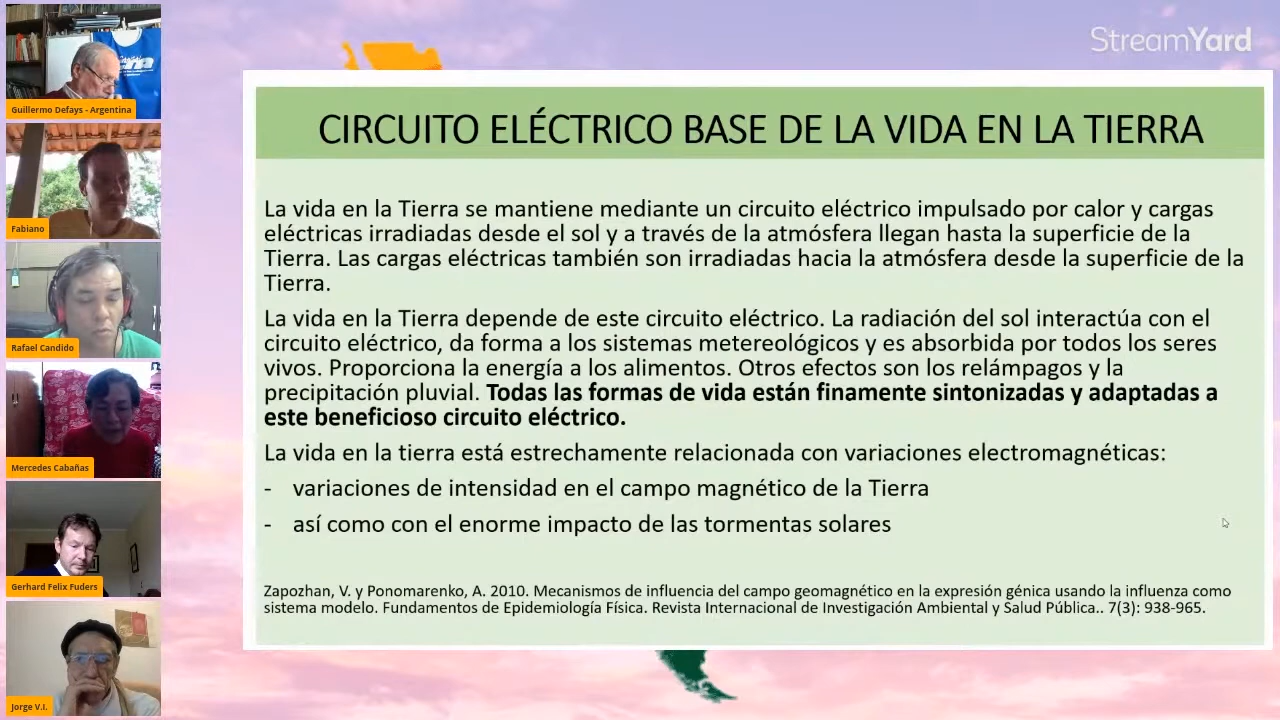 StreamYard
CIRCUITO ELÉCTRICO BASE DE LA VIDA EN LA TIERRA
La vida en la Tierra se mantiene mediante un circuito eléctrico impulsado por calor y cargas
eléctricas irradiadas desde el sol y a través de la atmósfera llegan hasta la superficie de la
Tierra. Las cargas eléctricas también son irradiadas hacia la atmósfera desde la superficie de la
Tierra.
La vida en la Tierra depende de este circuito eléctrico. La radiación del sol interactúa con el
circuito eléctrico, da forma a los sistemas metereológicos y es absorbida por todos los seres
vivos. Proporciona la energía a los alimentos. Otros efectos son los relámpagos y la
precipitación pluvial. Todas las formas de vida están finamente sintonizadas y adaptadas a
este beneficioso circuito eléctrico.
La vida en la tierra está estrechamente relacionada con variaciones electromagnéticas:
- variaciones de intensidad en el campo magnético de la Tierra
- así como con el enorme impacto de las tormentas solares
Zapozhan, V. y Ponomarenko, A. 2010. Mecanismos de influencia del campo geomagnético en la expresión génica usando la influenza como
sistema modelo. Fundamentos de Epidemiología Física. Revista Internacional de Investigación Ambiental y Salud Pública.. 7(3): 938-965.
Guillermo Defays - Argentina
Fabiano
Rafael Candido
Mercedes Cabañas
Gerhard Felix Fuders
Jorge V.I.